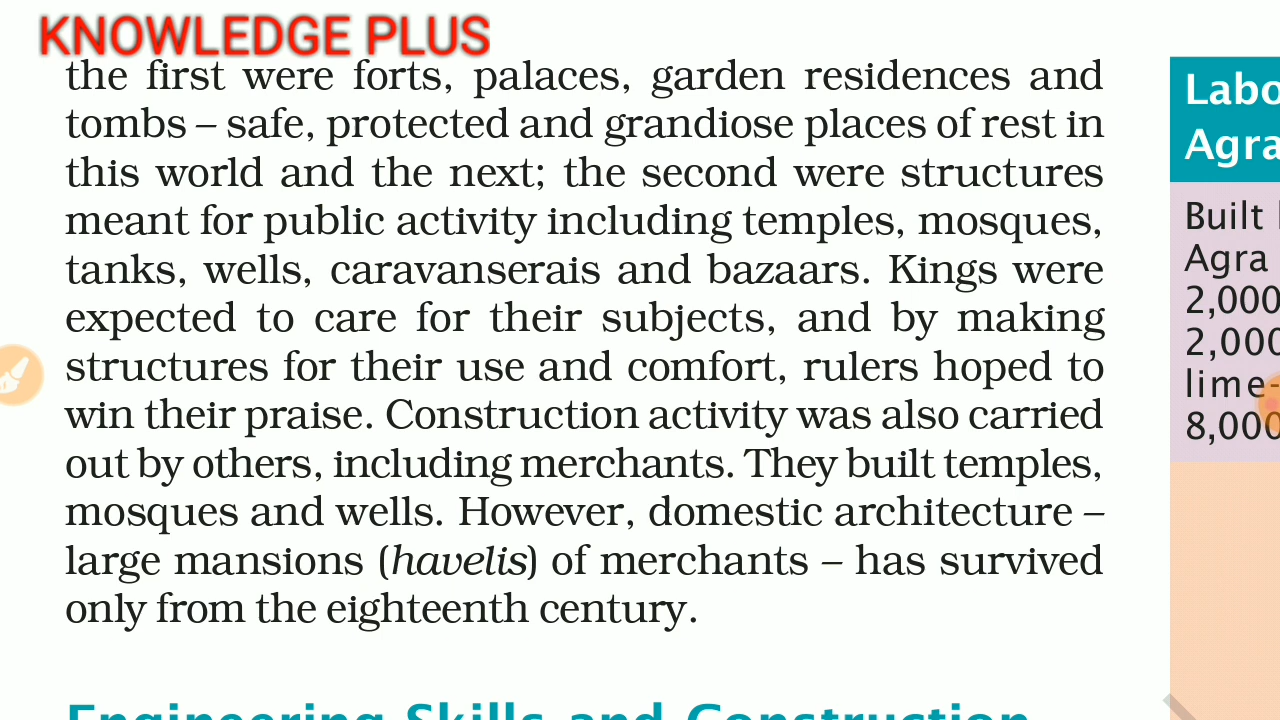 KNOWLEDGE PLUS
the first were forts, palaces, garden residences and
tombs – safe, protected and grandiose places of rest in
this world and the next; the second were structures
meant for public activity including temples, mosques,
tanks, wells, caravanserais and bazaars. Kings were
expected to care for their subjects, and by making
structures for their use and comfort, rulers hoped to
win their praise. Construction activity was also carried
out by others, including merchants. They built temples,
mosques and wells. However, domestic architecture –
large mansions (havelis) of merchants – has survived
only from the eighteenth century.
Engineering Skills and Construction
Labo
Agra
Built
Agra
2,000
2,000
lime-
8,000